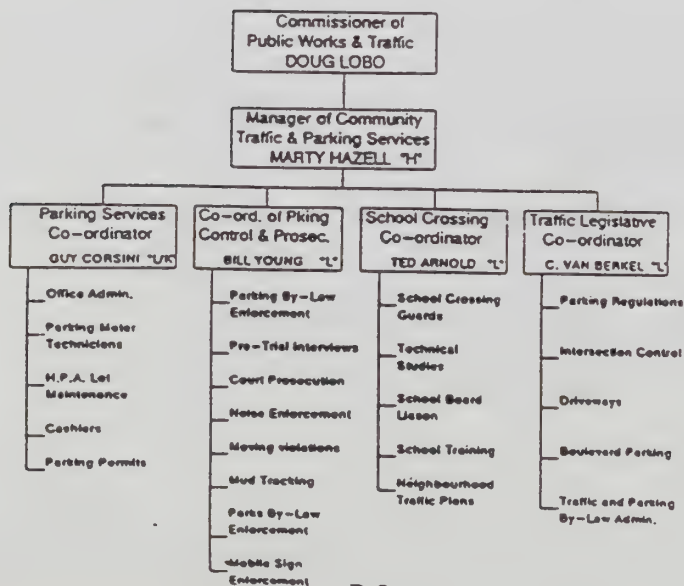 Commissioner of
Public Works & Traffic
DOUG LOBO
Manager of Community
Traffic & Parking Services
MARTY HAZELL "H"
Parking Services
Co-ordinator
GUY CORSINI "L/K"
Office Admin.
Parking Meter
Technicians
H.P.A. Lot
Maintenance
Cashiers
Parking Permits
Co-ord. of Pking
Control & Prosec.
BILL YOUNG "L"
Parking By-Law
Enforcement
Pre-Trial Interviews
Court Prosecution
Noise Enforcement
Moving violations
Mud Tracking
Parks By-Law
Enforcement
Mobile Sign
Enforcement
School Crossing
Co-ordinator
TED ARNOLD "L"
School Crossing
Guards
Technical
Studies
School Board
Liason
School Training
Neighbourhood
Traffic Plans
Traffic Legislative
Co-ordinator
C. VAN BERKEL "L"
Parking Regulations
Intersection Control
Driveways
Boulevard Parking
Traffic and Parking
By-Law Admin.